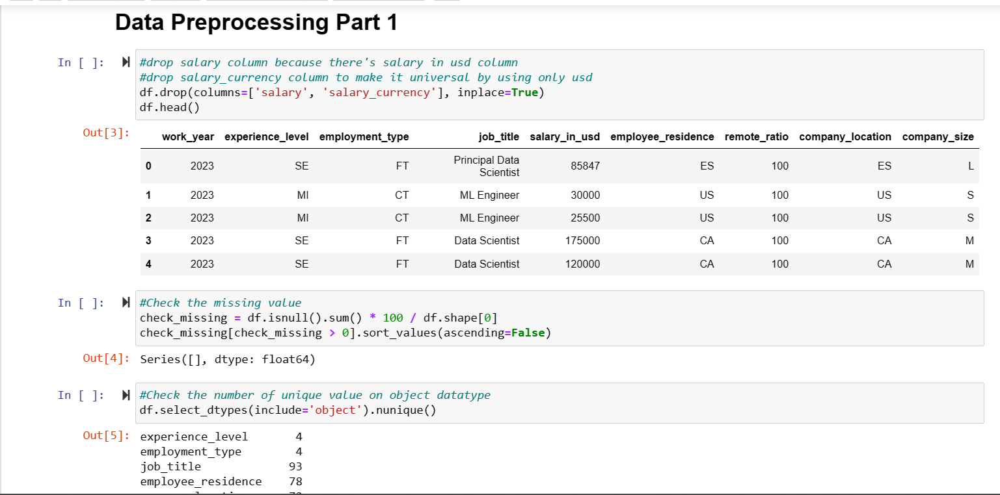 Data Preprocessing Part 1
In [ ]:
#drop salary column because there's salary in usd column
#drop salary_currency column to make it universal by using only usd
df.drop(columns=['salary', 'salary_currency'], inplace=True)
df.head()
Out[3]:
work_year experience_level employment_type job_title salary_in_usd employee_residence remote_ratio company_location company_size
0 2023 SE FT Principal Data Scientist 85847 ES 100 ES L
1 2023 MI CT ML Engineer 30000 US 100 US S
2 2023 MI CT ML Engineer 25500 US 100 US S
3 2023 SE FT Data Scientist 175000 CA 100 CA M
4 2023 SE FT Data Scientist 120000 CA 100 CA M
In [ ]:
#Check the missing value
check_missing = df.isnull().sum() * 100 / df.shape[0]
check_missing[check_missing > 0].sort_values(ascending=False)
Out[4]: Series([], dtype: float64)
In [ ]:
#Check the number of unique value on object datatype
df.select_dtypes(include='object').nunique()
Out[5]:
experience_level 4
employment_type 4
job_title 93
employee_residence 78